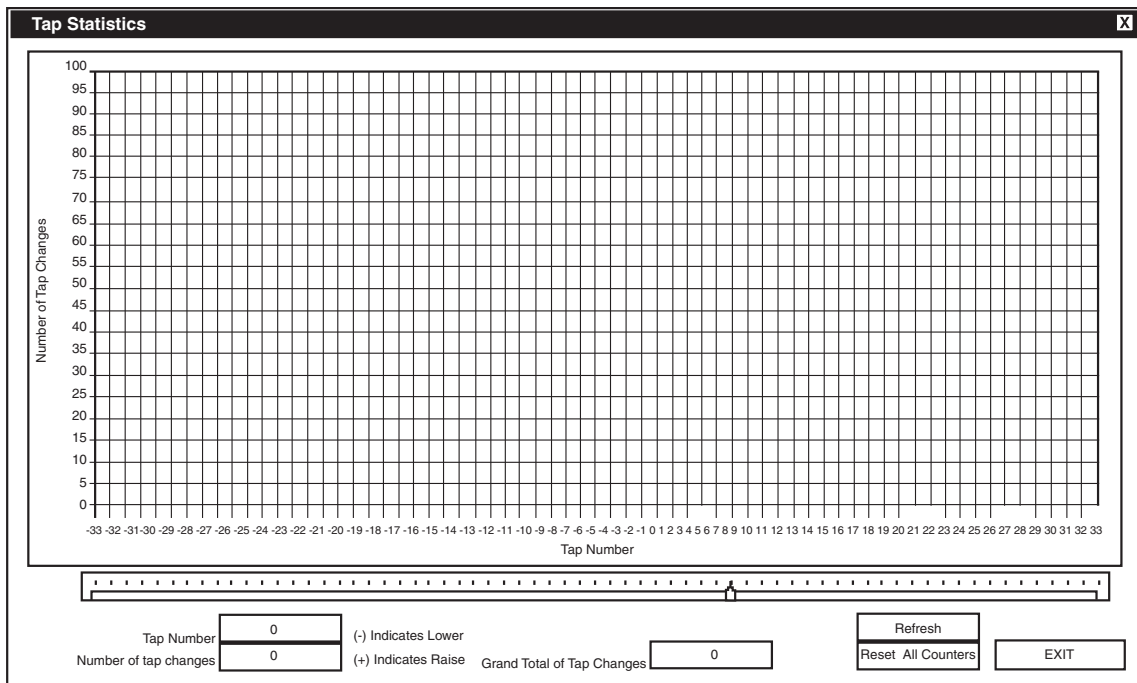 Tap Statistics X
Number of Tap Changes
100
95
90
85
80
75
70
65
60
55
50
45
40
35
30
25
20
15
10
5
0
-33 -32 -31 -30 -29 -28 -27 -26 -25 -24 -23 -22 -21 -20 -19 -18 -17 -16 -15 -14 -13 -12 -11 -10 -9 -8 -7 -6 -5 -4 -3 -2 -1 0 1 2 3 4 5 6 7 8 9 10 11 12 13 14 15 16 17 18 19 20 21 22 23 24 25 26 27 28 29 30 31 32 33
Tap Number
Tap Number 0 (-) Indicates Lower
Number of tap changes 0 (+) Indicates Raise
Grand Total of Tap Changes 0
Refresh
Reset All Counters
EXIT